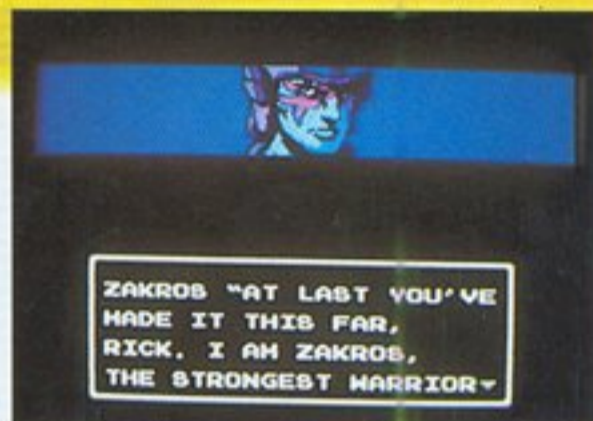 ZAKROS "AT LAST YOU'VE
MADE IT THIS FAR,
RICK. I AM ZAKROS,
THE STRONGEST WARRIOR